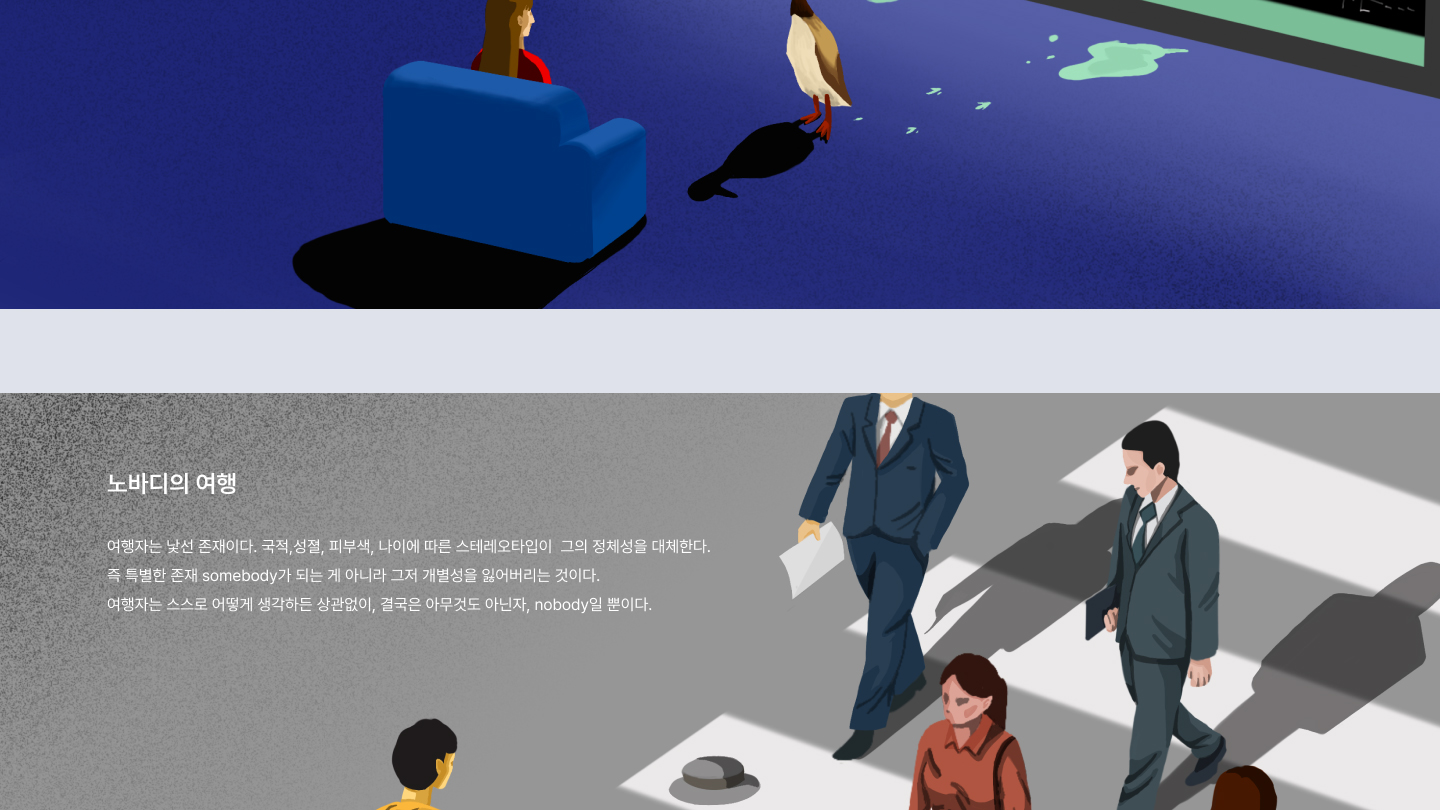 노바디의 여행
여행자는 낯선 존재이다. 국적,성졀, 피부색, 나이에 따른 스테레오타입이  그의 정체성을 대체한다.
즉 특별한 존재 somebody가 되는 게 아니라 그저 개별성을 잃어버리는 것이다.
여행자는 스스로 어떻게 생각하든 상관없이, 결국은 아무것도 아닌자, nobody일 뿐이다.